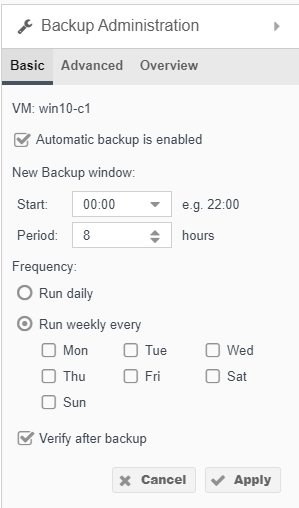 Backup Administration
Basic Advanced Overview
VM: win10-c1
Automatic backup is enabled
New Backup window:
Start: 00:00 e.g. 22:00
Period: 8 hours
Frequency:
Run daily
Run weekly every
Mon Tue Wed
Thu Fri Sat
Sun
Verify after backup
Cancel Apply